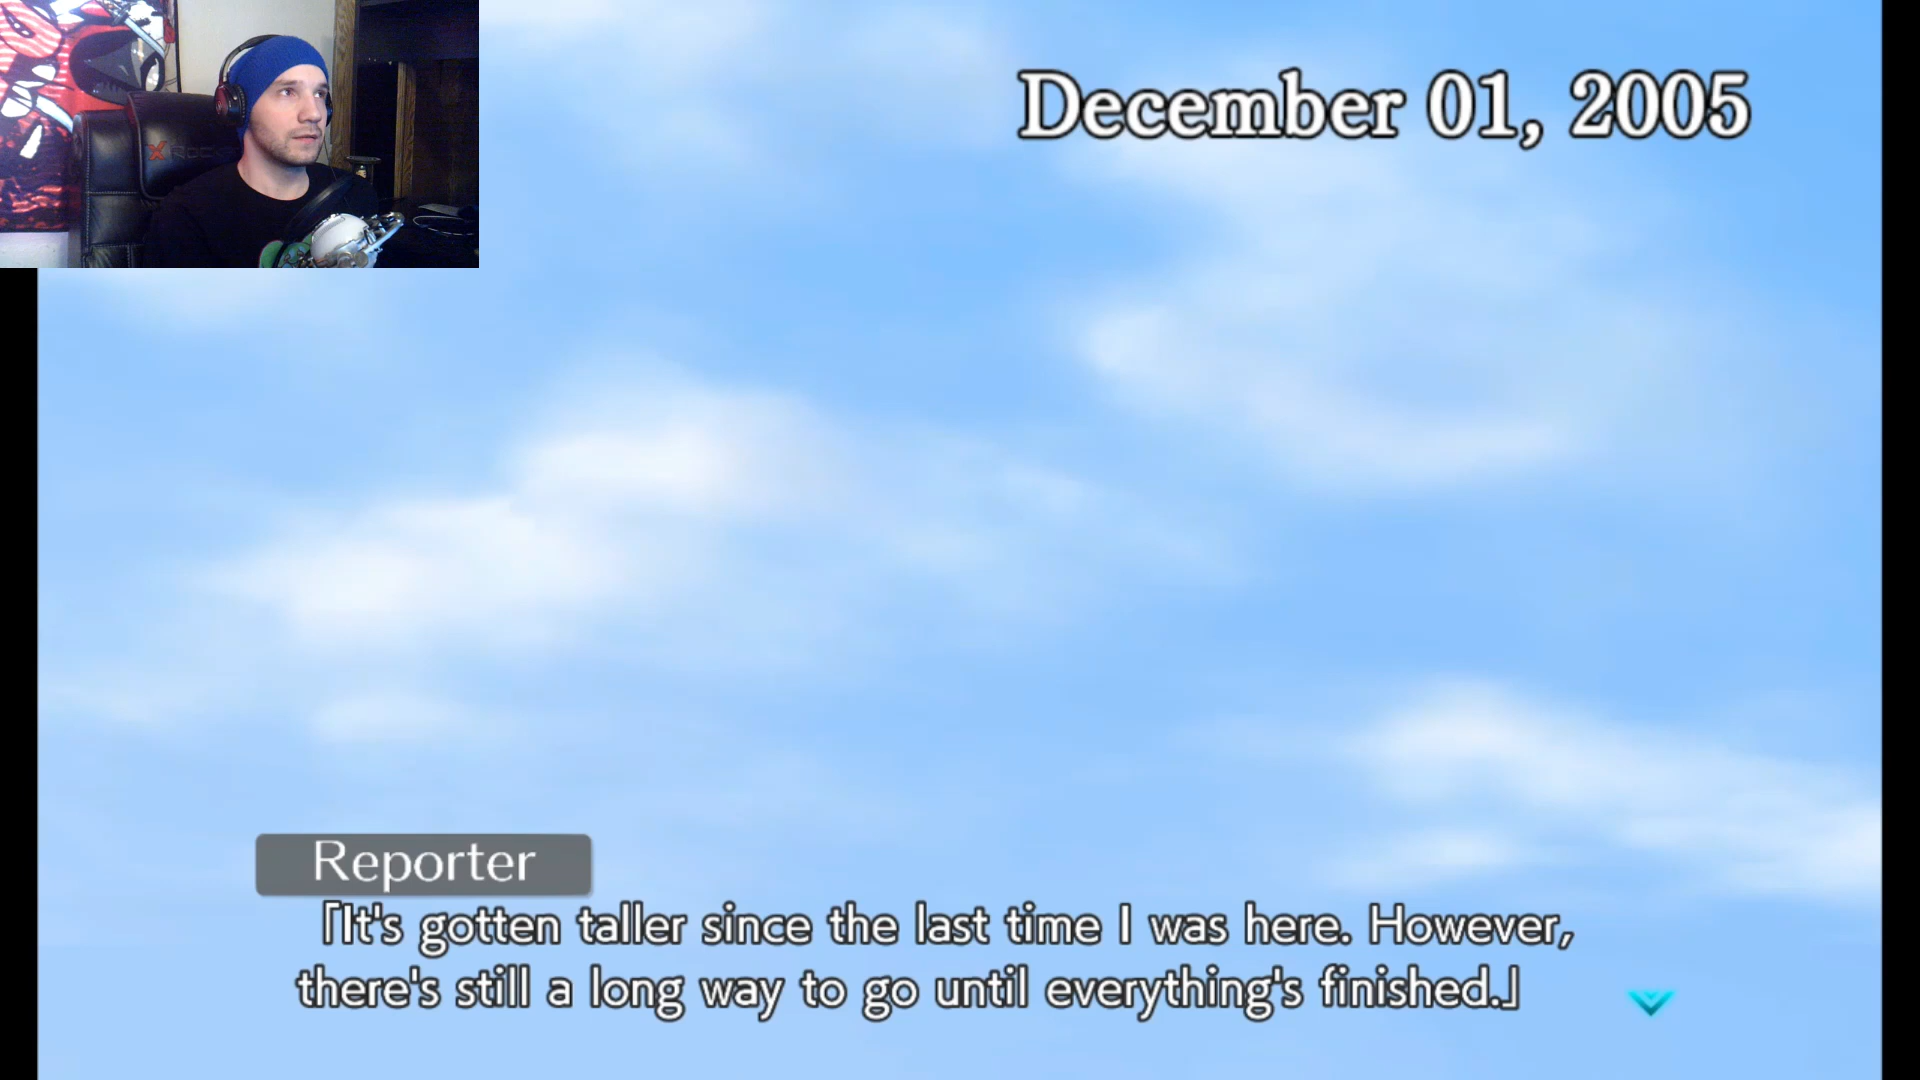 X ROCKER
December 01, 2005
Reporter
「It's gotten taller since the last time I was here. However,
there's still a long way to go until everything's finished.」